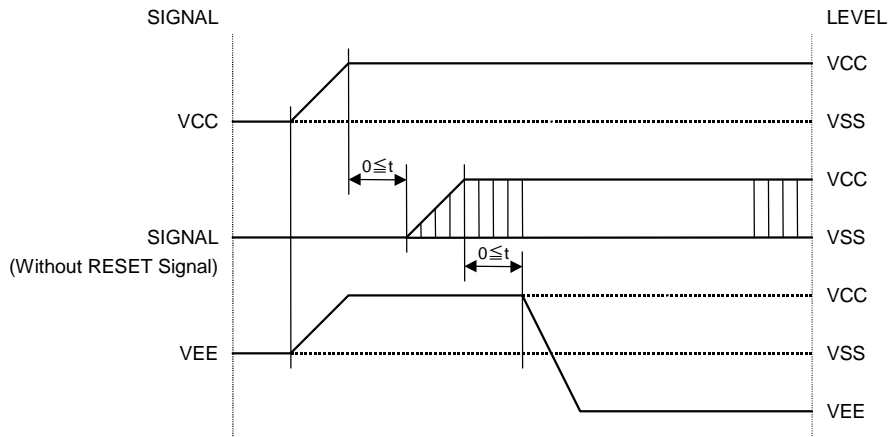 SIGNAL LEVEL
VCC
VCC VSS
0≦t VCC
SIGNAL VSS
(Without RESET Signal) 0≦t
VCC
VEE VSS
VEE